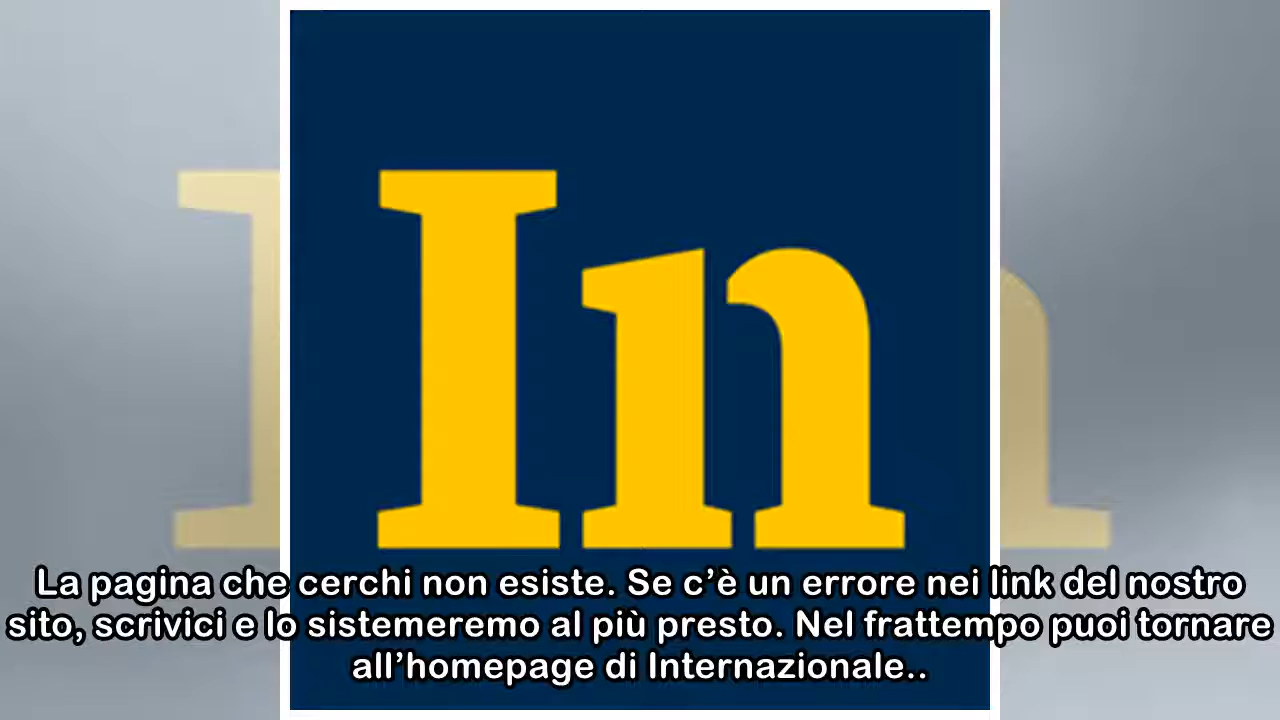 In
La pagina che cerchi non esiste. Se c’è un errore nei link del nostro
sito, scrivici e lo sistemeremo al più presto. Nel frattempo puoi tornare
all’homepage di Internazionale..